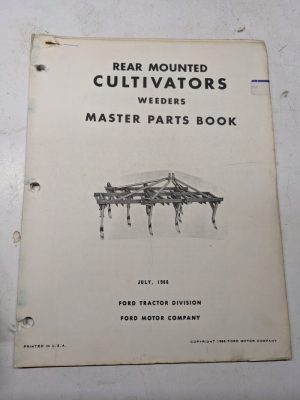 REAR MOUNTED
CULTIVATORS
WEEDERS
MASTER PARTS BOOK
JULY, 1966
FORD TRACTOR DIVISION
FORD MOTOR COMPANY
PRINTED IN U.S.A.
COPYRIGHT 1966 FORD MOTOR COMPANY